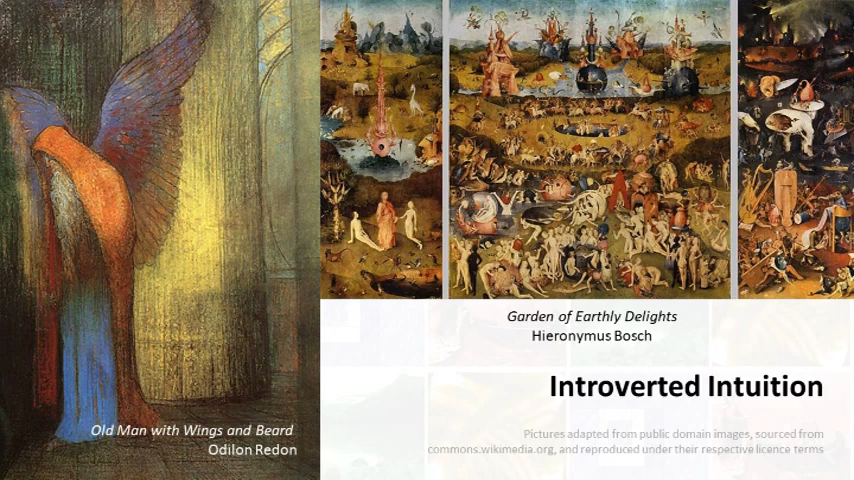 Garden of Earthly Delights
Hieronymus Bosch
Introverted Intuition
Old Man with Wings and Beard
Odilon Redon
Pictures adapted from public domain images, sourced from
commons.wikimedia.org, and reproduced under their respective licence terms